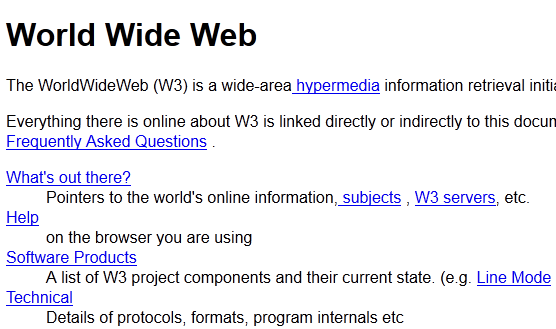 World Wide Web
The WorldWideWeb (W3) is a wide-area hypermedia information retrieval
Everything there is online about W3 is linked directly or indirectly to this
Frequently Asked Questions .
What's out there?
Pointers to the world's online information, subjects , W3 servers, etc.
Help
on the browser you are using
Software Products
A list of W3 project components and their current state. (e.g. Line Mode
Technical
Details of protocols, formats, program internals etc